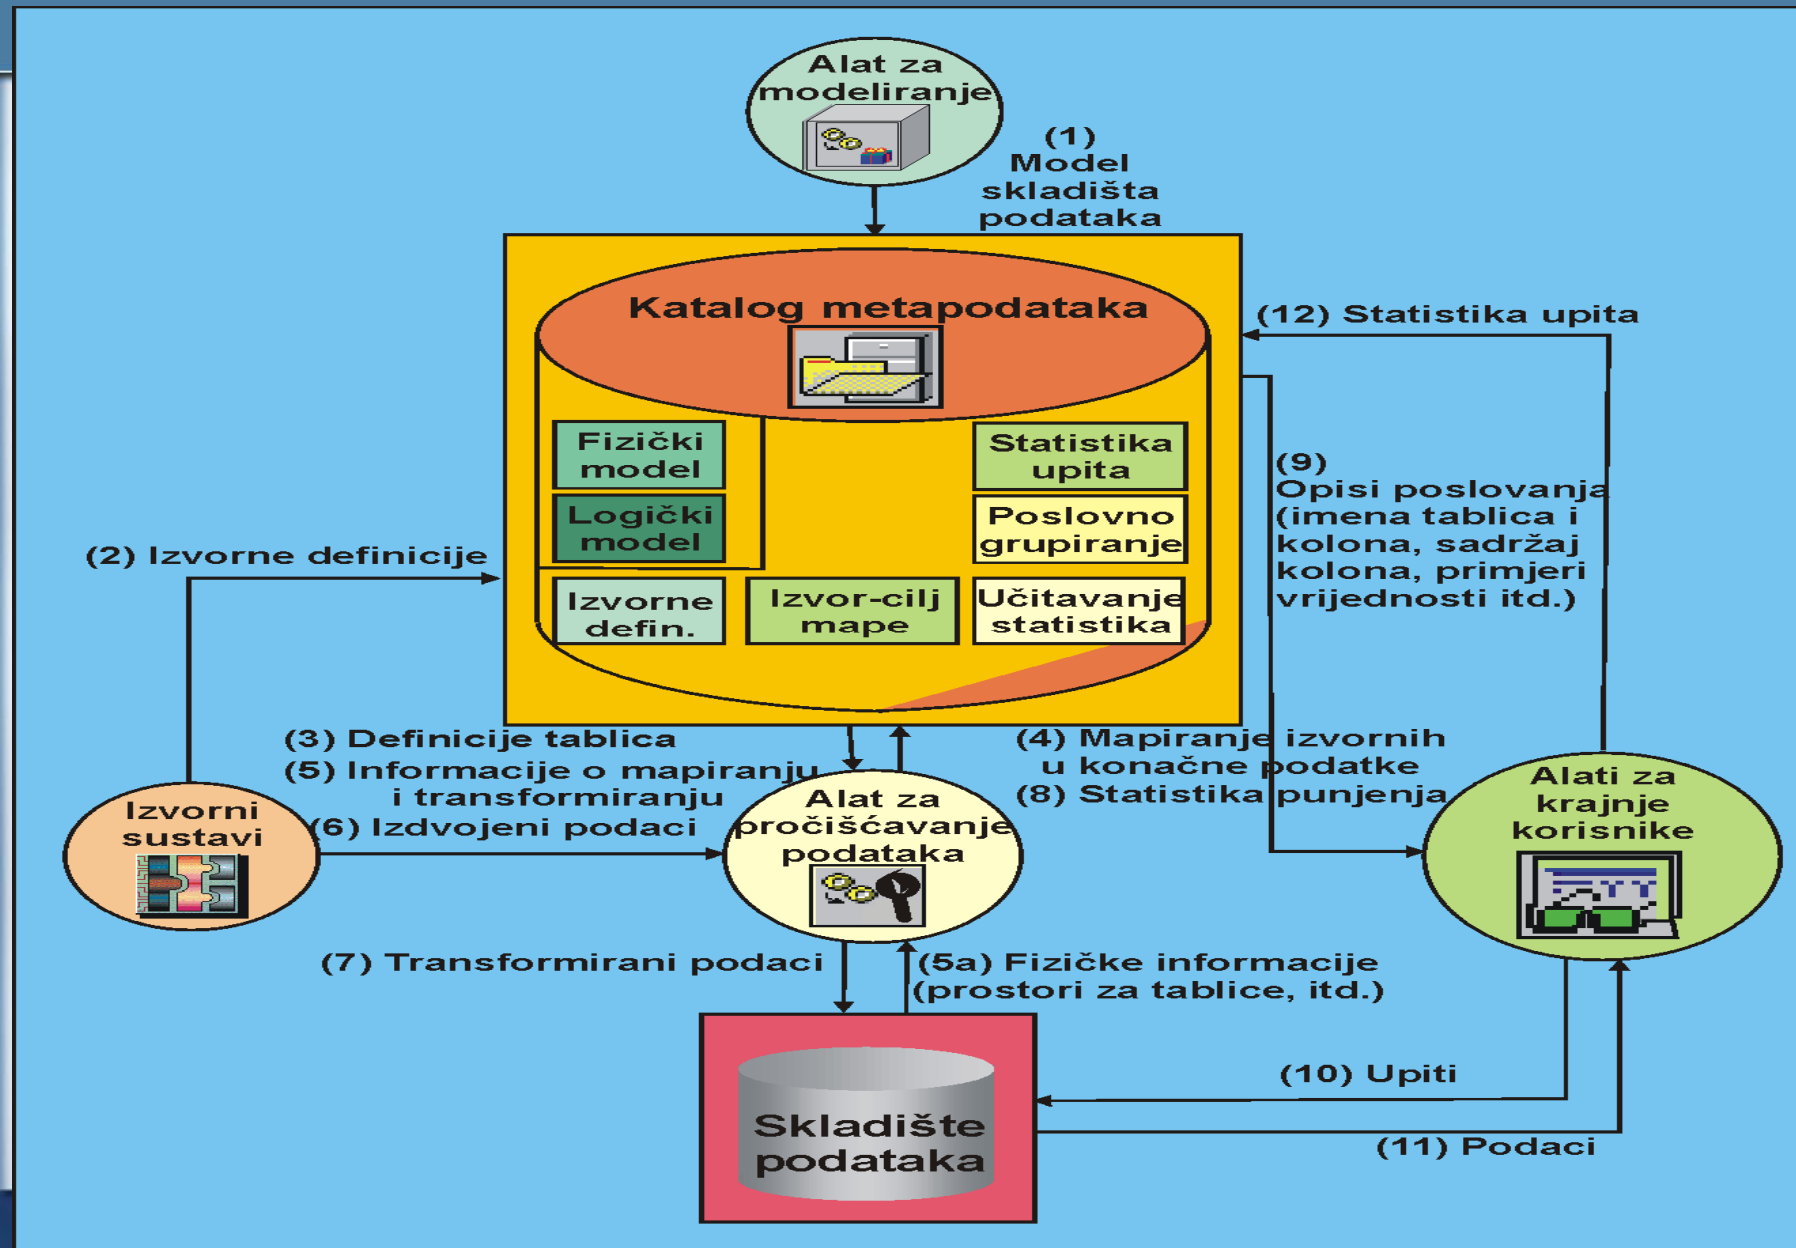 Alat za
modeliranje
(1)
Model
skladišta
podataka
Katalog metapodataka
(12) Statistika upita
Fizički
model
Statistika
upita
(9)
Opisi poslovanja
(imena tablica i
kolona, sadržaj
kolona, primjeri
vrijednosti itd.)
Logički
model
Poslovno
grupiranje
(2) Izvorne definicije
Izvorne
defin.
Izvor-cilj
mape
Učitavanje
statistika
(3) Definicije tablica
(5) Informacije o mapiranju
i transformiranju
(4) Mapiranje izvornih
u konačne podatke
(8) Statistika punjenja
Izvorni
sustavi
(6) Izdvojeni podaci
Alat za
pročišćavanje
podataka
Alati za
krajnje
korisnike
(7) Transformirani podaci
(5a) Fizičke informacije
(prostori za tablice, itd.)
(10) Upiti
Skladište
podataka
(11) Podaci